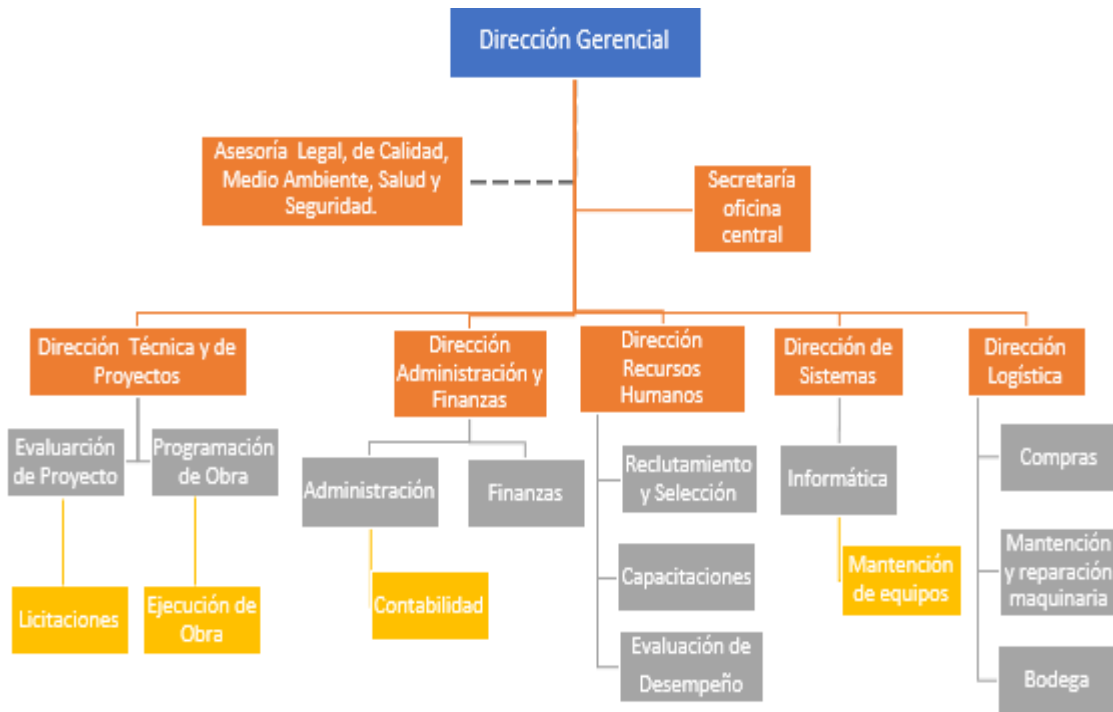 Dirección Gerencial
Asesoría Legal, de Calidad,
Medio Ambiente, Salud y
Seguridad.
Secretaría
oficina
central
Dirección Técnica y de
Proyectos
Dirección
Administración y
Finanzas
Dirección
Recursos
Humanos
Dirección de
Sistemas
Dirección
Logística
Evaluarción
de Proyecto
Programación
de Obra
Administración
Finanzas
Reclutamiento
y Selección
Informática
Compras
Licitaciones
Ejecución de
Obra
Contabilidad
Capacitaciones
Mantención
de equipos
Mantención
y reparación
maquinaria
Evaluación de
Desempeño
Bodega